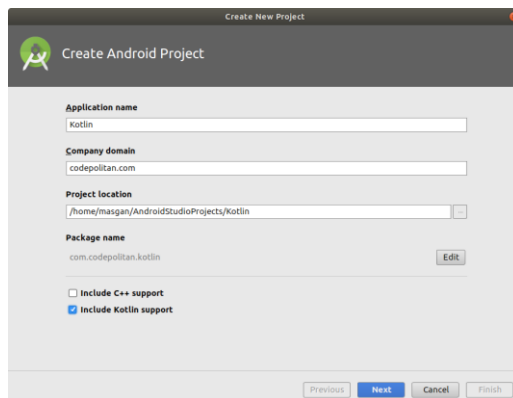 Create New Project
Create Android Project
Application name
Kotlin
Company domain
codepolitan.com
Project location
/home/masgan/AndroidStudioProjects/Kotlin
...
Package name
com.codepolitan.kotlin
Edit
Include C++ support
Include Kotlin support
Previous Next Cancel Finish